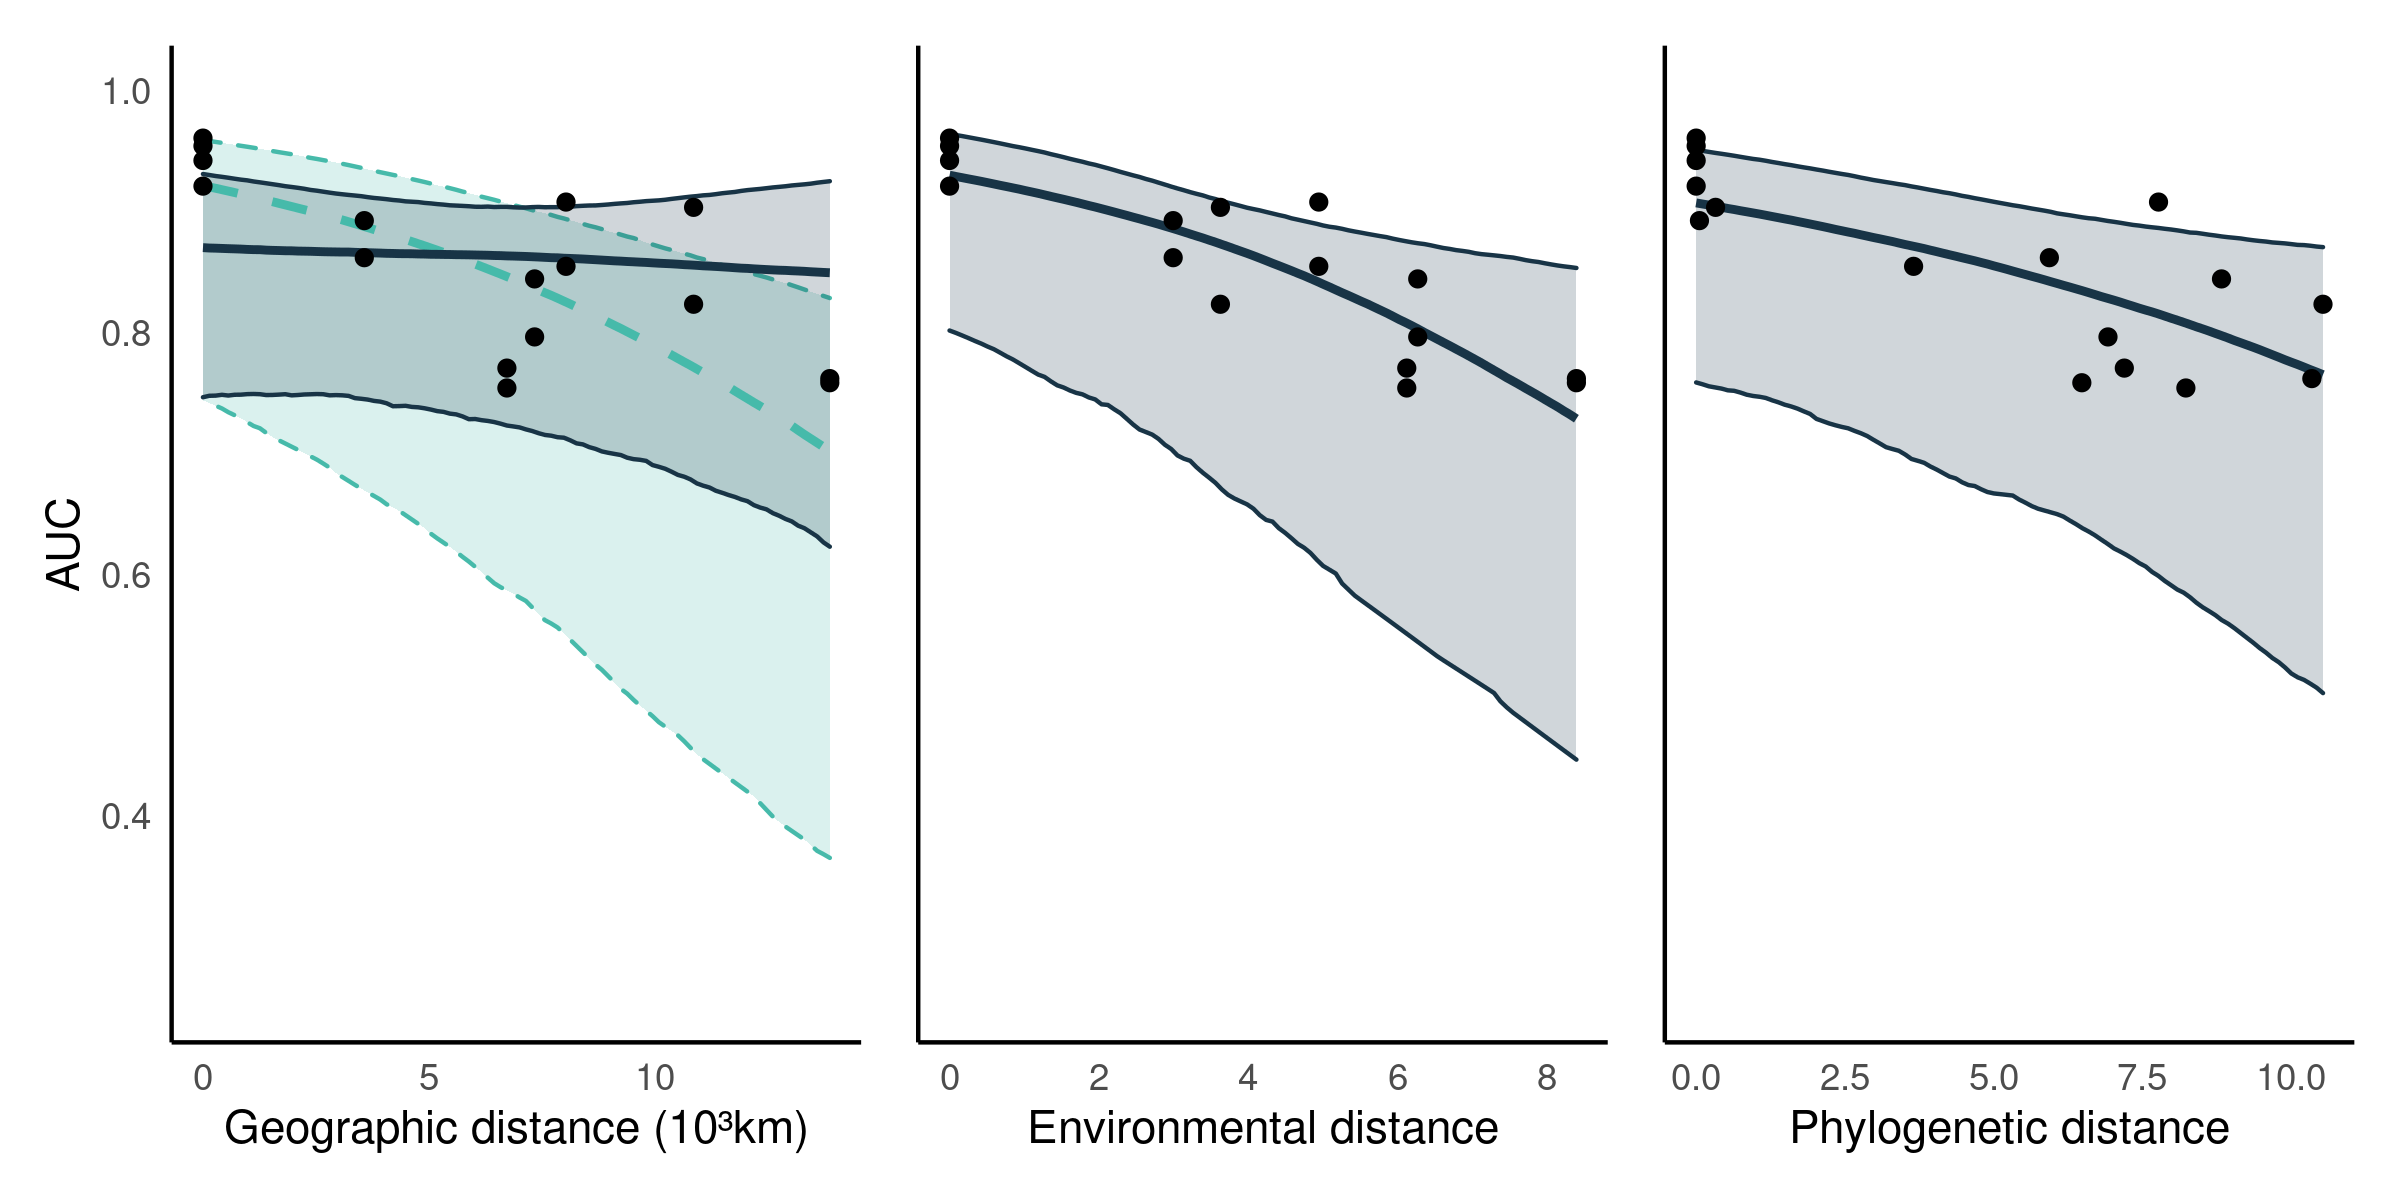 AUC
1.0
0.8
0.6
0.4
0 5 10
0 2 4 6 8
0.0 2.5 5.0 7.5 10.0
Geographic distance (10³km)
Environmental distance
Phylogenetic distance